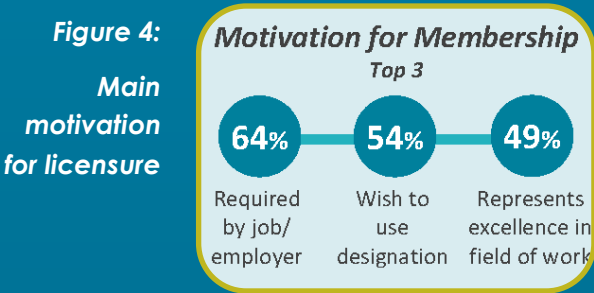 Figure 4:
Main
motivation
for licensure
Motivation for Membership
Top 3
64%
54%
49%
Required
by job/
employer
Wish to
use
designation
Represents
excellence in
field of work